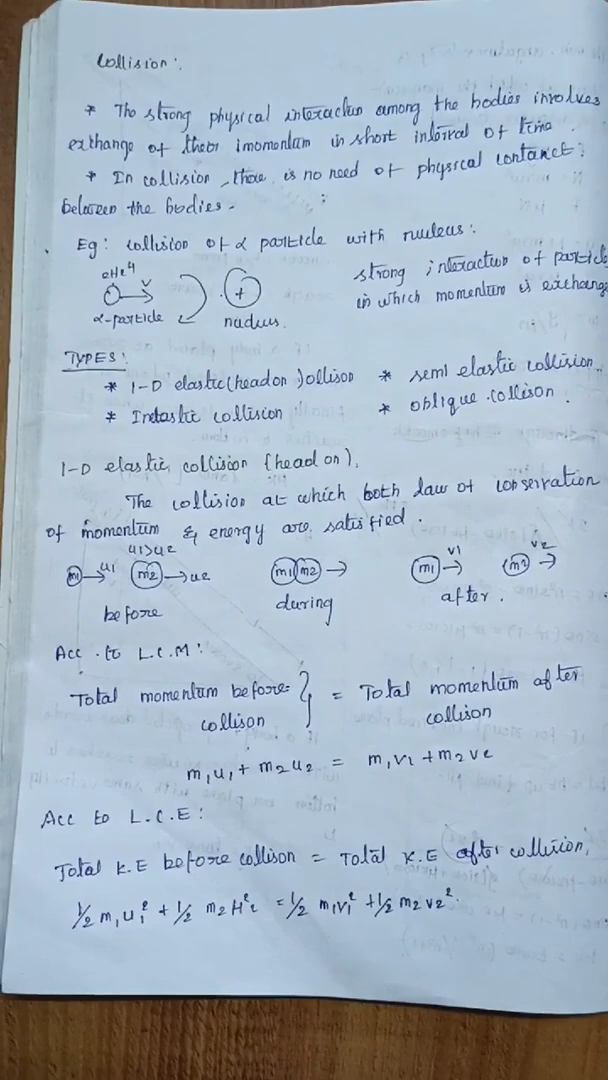 Collision:
* The strong physical interaction among the bodies involves
exchange of their imomentum in short interval of time.
* In collision, there is no need of physical contanct
between the bodies.
Eg: collision of α particle with nucleus:
₂He⁴
v
+
α-particle
nucleus.
strong interaction of particle
in which momentum is exchang
TYPES:
* 1-D elastic (head on) collison * semi elastic collision.
* Inelastic collision * oblique collison.
1-D elastic collision (head on).
The collision at which both law of conservation
of momentum & energy are satisfied.
u1>u2
m1 → u1 m2 → u2 m1 m2 → m1 → v1 m2 → v2
before during after.
Acc. to L.C.M:
Total momentum before } = Total momentum after
collison collison
m₁u₁ + m₂u₂ = m₁v₁ + m₂v₂
Acc to L.C.E:
Total K.E before collison = Total K.E after collision,
½ m₁u₁² + ½ m₂u₂² = ½ m₁v₁² + ½ m₂v₂².